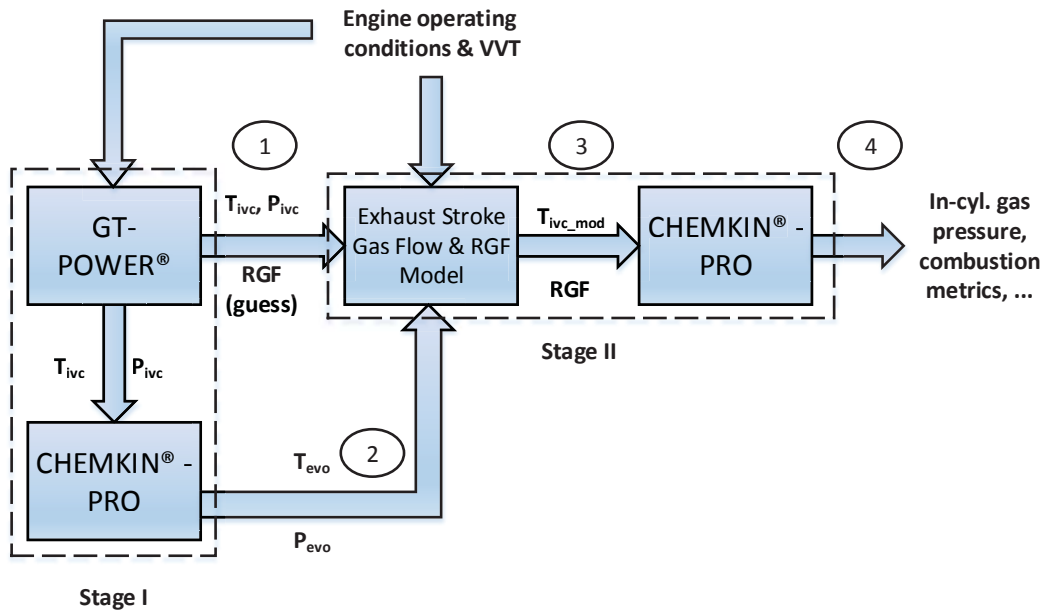 Engine operating
conditions & VVT
1
3
4
GT-
POWER®
Tivc, Pivc
RGF
(guess)
Exhaust Stroke
Gas Flow & RGF
Model
Tivc_mod
RGF
CHEMKIN® -
PRO
In-cyl. gas
pressure,
combustion
metrics, ...
Stage II
Tivc
Pivc
CHEMKIN® -
PRO
Tevo
2
Pevo
Stage I